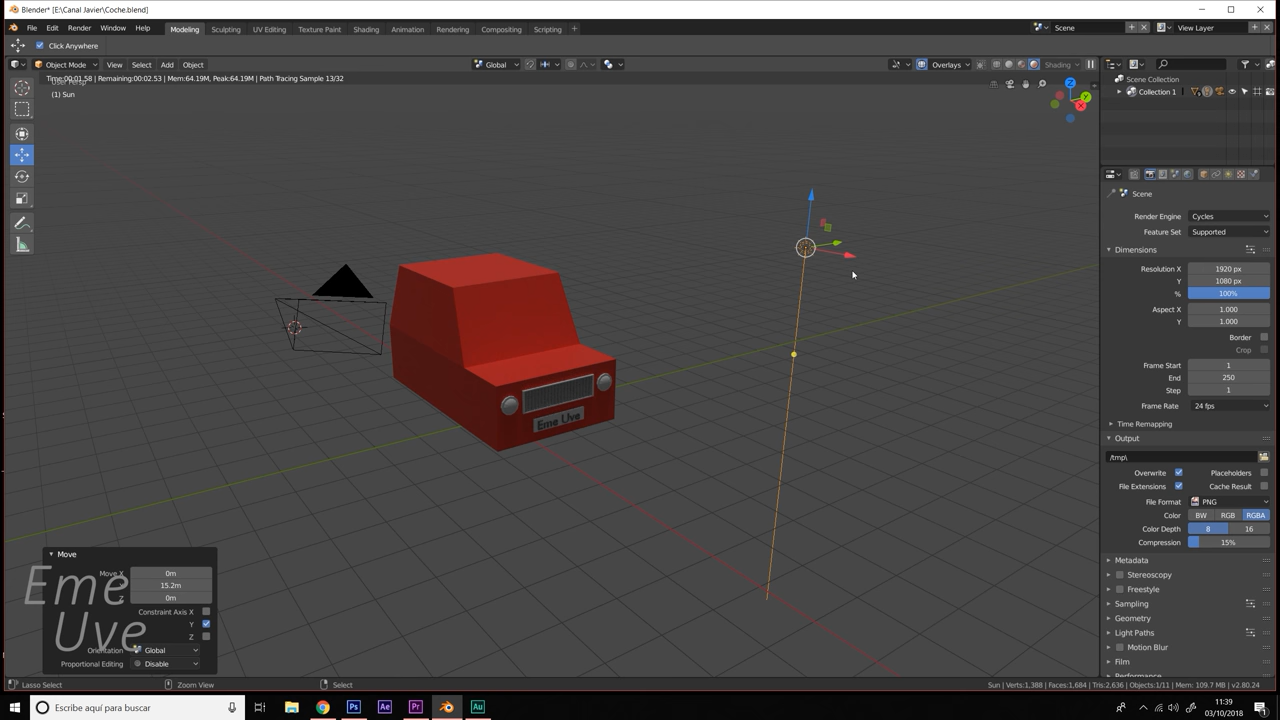 Blender* [E:\Canal Javier\Coche.blend]
File Edit Render Window Help Modeling Sculpting UV Editing Texture Paint Shading Animation Rendering Compositing Scripting + Scene View Layer
Click Anywhere
Object Mode View Select Add Object Global Overlays Shading
Time:00:01.58 | Remaining:00:02.53 | Mem:64.19M, Peak:64.19M | Path Tracing Sample 13/32
(1) Sun
Z
Y
X
Eme Uve
Move
Move X 0m
15.2m
Z 0m
Constraint Axis X
Y
Z
Orientation Global
Proportional Editing Disable
Eme
Uve
Scene Collection
Collection 1
Scene
Render Engine Cycles
Feature Set Supported
Dimensions
Resolution X 1920 px
Y 1080 px
% 100%
Aspect X 1.000
Y 1.000
Border
Crop
Frame Start 1
End 250
Step 1
Frame Rate 24 fps
Time Remapping
Output
/tmp\
Overwrite Placeholders
File Extensions Cache Result
File Format PNG
Color BW RGB RGBA
Color Depth 8 16
Compression 15%
Metadata
Stereoscopy
Freestyle
Sampling
Geometry
Light Paths
Motion Blur
Film
Performance
Lasso Select Zoom View Select Sun | Verts:1,388 | Faces:1,684 | Tris:2,636 | Objects:1/11 | Mem: 109.7 MB | v2.80.24
Escribe aquí para buscar Ps Ae Pr Au
11:39
03/10/2018